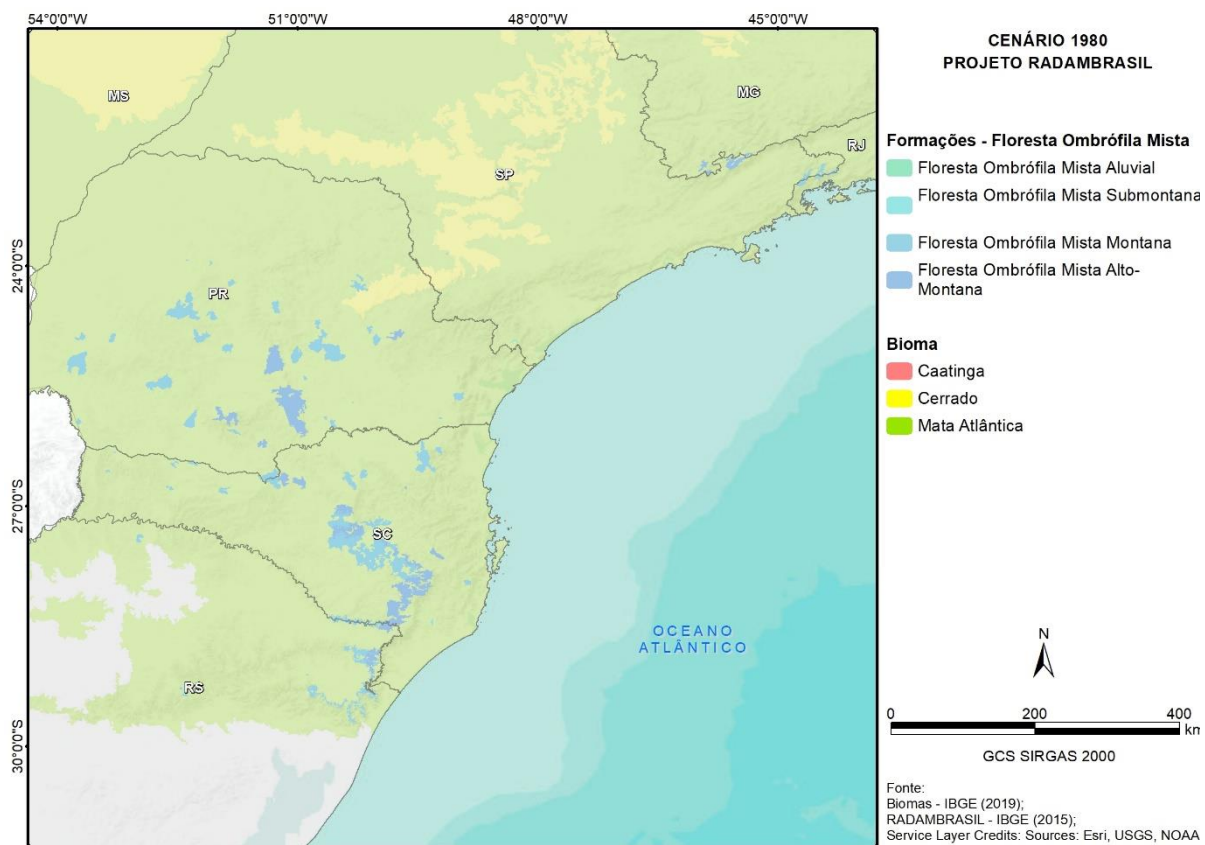 54°0'0"W
51°0'0"W
48°0'0"W
45°0'0"W
24°0'0"S
27°0'0"S
30°0'0"S
MS
MG
RJ
SP
PR
SC
RS
OCEANO
ATLÂNTICO
CENÁRIO 1980
PROJETO RADAMBRASIL
Formações - Floresta Ombrófila Mista
Floresta Ombrófila Mista Aluvial
Floresta Ombrófila Mista Submontana
Floresta Ombrófila Mista Montana
Floresta Ombrófila Mista Alto-
Montana
Bioma
Caatinga
Cerrado
Mata Atlântica
N
0 200 400
km
GCS SIRGAS 2000
Fonte:
Biomas - IBGE (2019);
RADAMBRASIL - IBGE (2015);
Service Layer Credits: Sources: Esri, USGS, NOAA